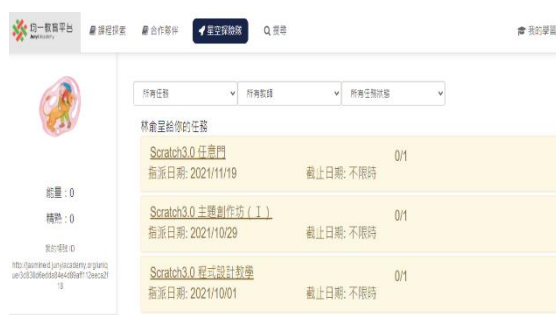 均一教育平台
Junyi Academy
課程探索
合作夥伴
星空探險隊
搜尋
我的學習
所有任務
所有教師
所有任務狀態
林俞呈給你的任務
Scratch3.0 任意門
0/1
指派日期: 2021/11/19
截止日期: 不限時
Scratch3.0 主題創作坊 ( I )
0/1
指派日期: 2021/10/29
截止日期: 不限時
Scratch3.0 程式設計教學
0/1
指派日期: 2021/10/01
截止日期: 不限時
能量 : 0
精熟 : 0